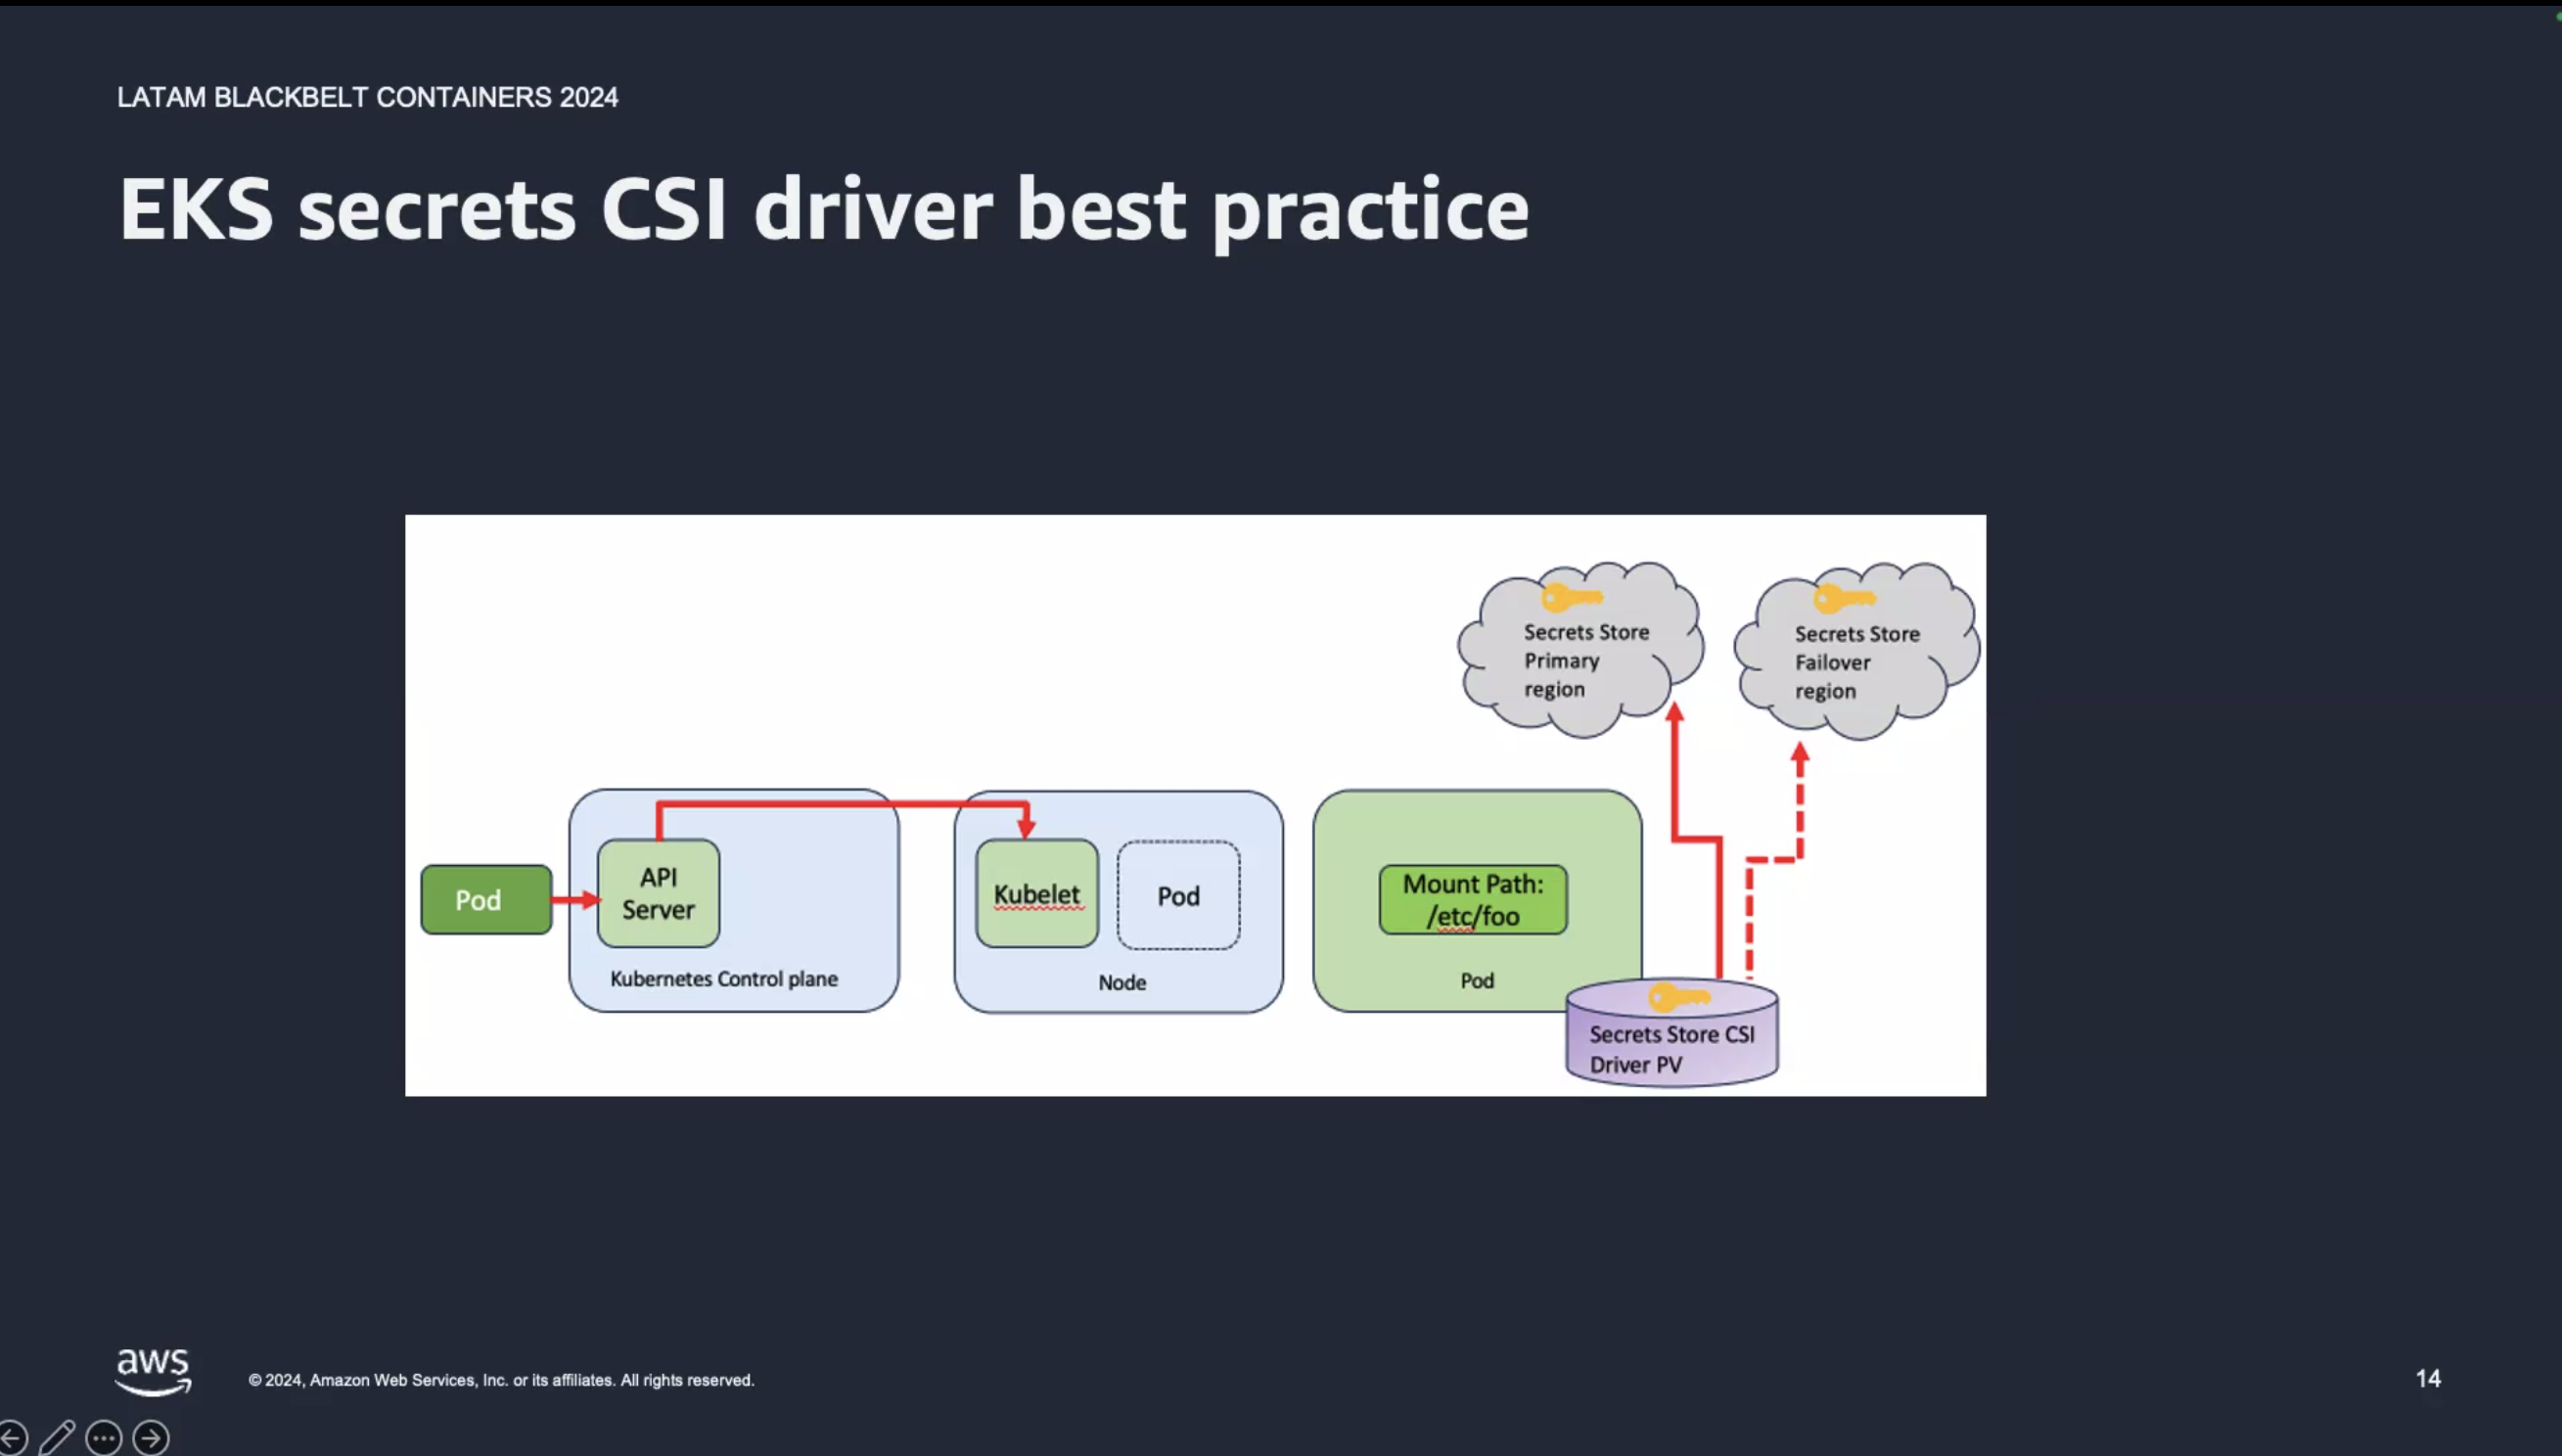 LATAM BLACKBELT CONTAINERS 2024
EKS secrets CSI driver best practice
Secrets Store
Primary
region
Secrets Store
Failover
region
Pod
API
Server
Kubernetes Control plane
Kubelet
Pod
Node
Mount Path:
/etc/foo
Pod
Secrets Store CSI
Driver PV
aws
© 2024, Amazon Web Services, Inc. or its affiliates. All rights reserved.
14